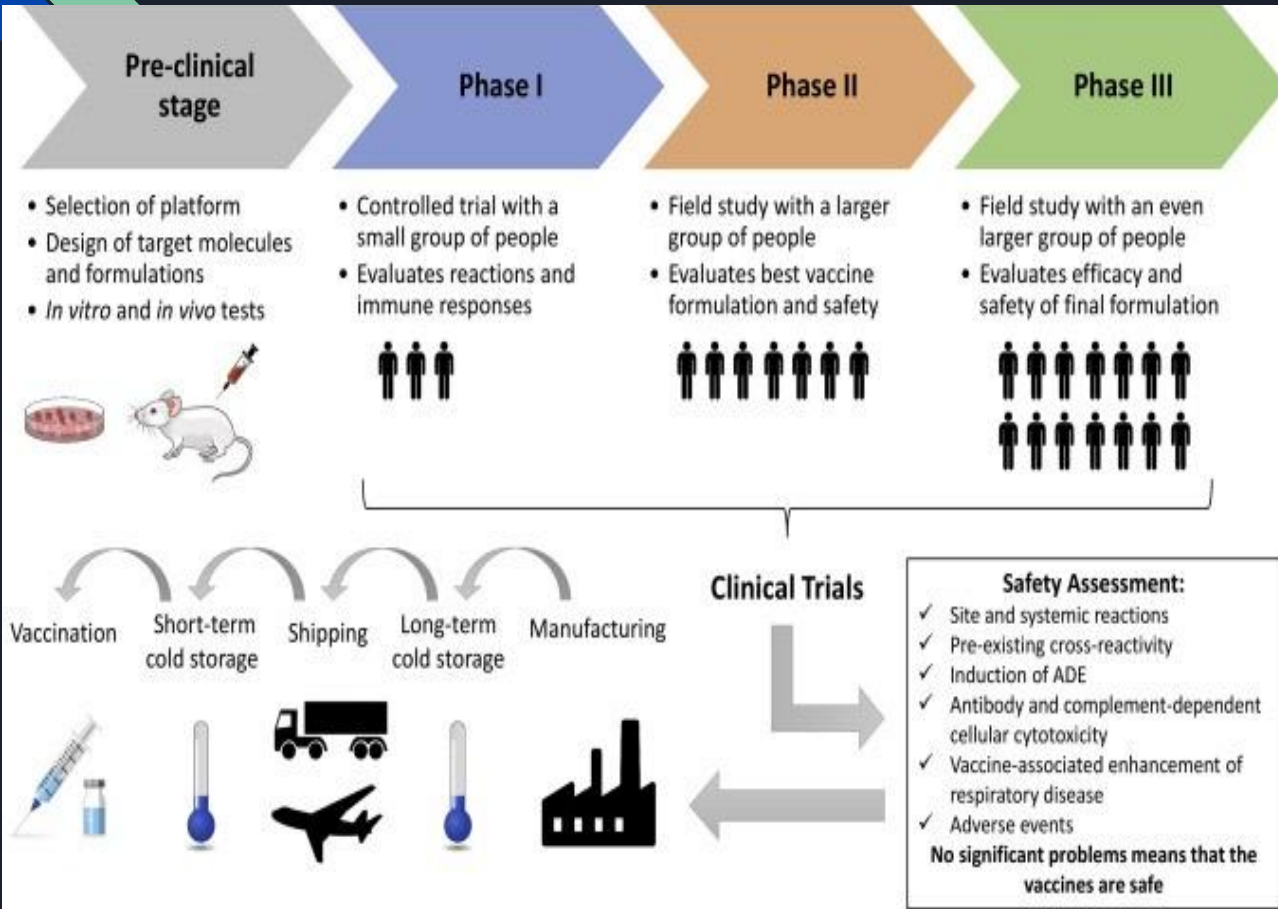 Pre-clinical
stage
Phase I
Phase II
Phase III
• Selection of platform
• Design of target molecules
and formulations
• In vitro and in vivo tests
• Controlled trial with a
small group of people
• Evaluates reactions and
immune responses
• Field study with a larger
group of people
• Evaluates best vaccine
formulation and safety
• Field study with an even
larger group of people
• Evaluates efficacy and
safety of final formulation
Clinical Trials
Vaccination
Short-term
cold storage
Shipping
Long-term
cold storage
Manufacturing
Safety Assessment:
✓ Site and systemic reactions
✓ Pre-existing cross-reactivity
✓ Induction of ADE
✓ Antibody and complement-dependent
cellular cytotoxicity
✓ Vaccine-associated enhancement of
respiratory disease
✓ Adverse events
No significant problems means that the
vaccines are safe